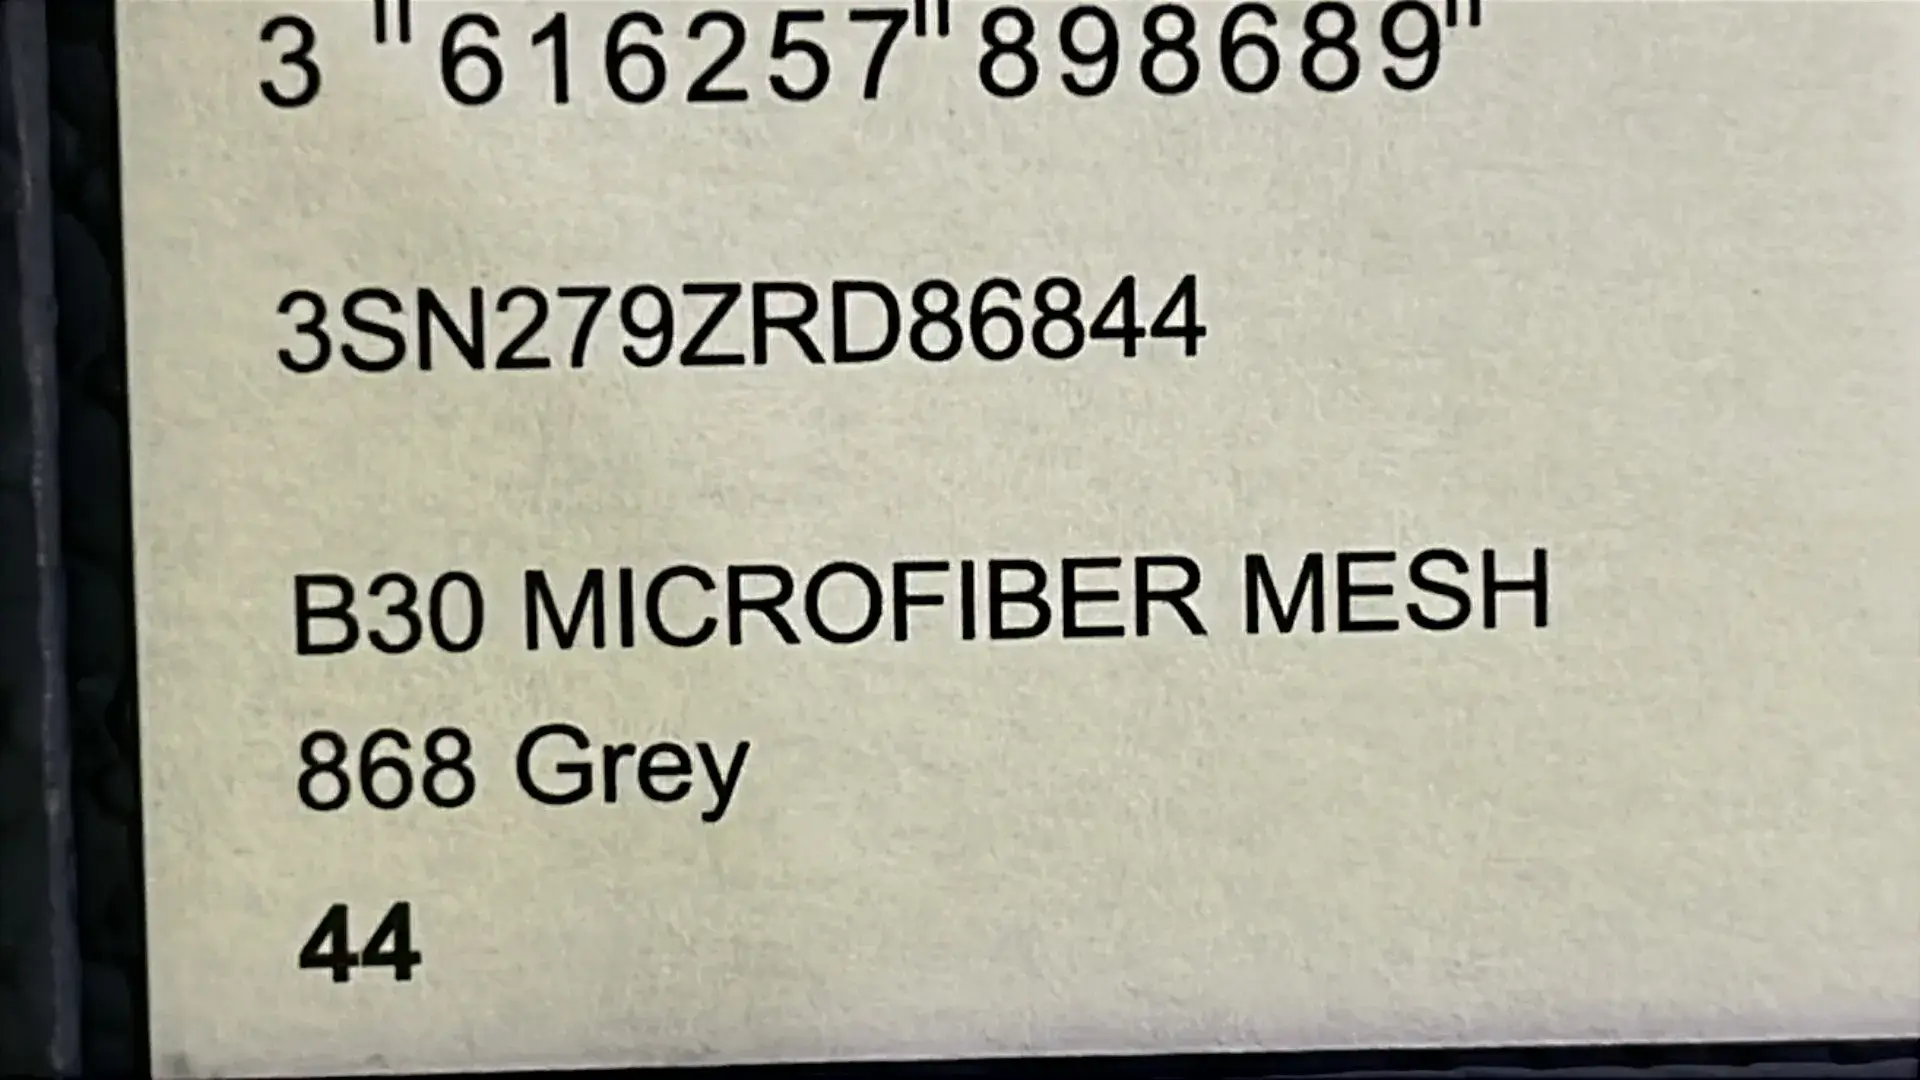 3 616257 898689
3SN279ZRD86844
B30 MICROFIBER MESH
868 Grey
44